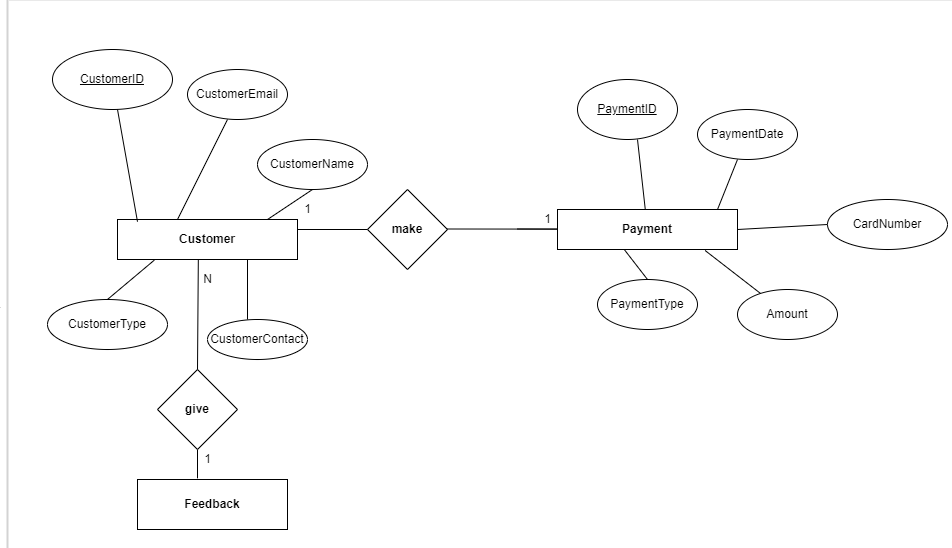 CustomerID
CustomerEmail
CustomerName
PaymentID
PaymentDate
CardNumber
1
1
Customer
make
Payment
N
CustomerType
CustomerContact
PaymentType
Amount
give
1
Feedback